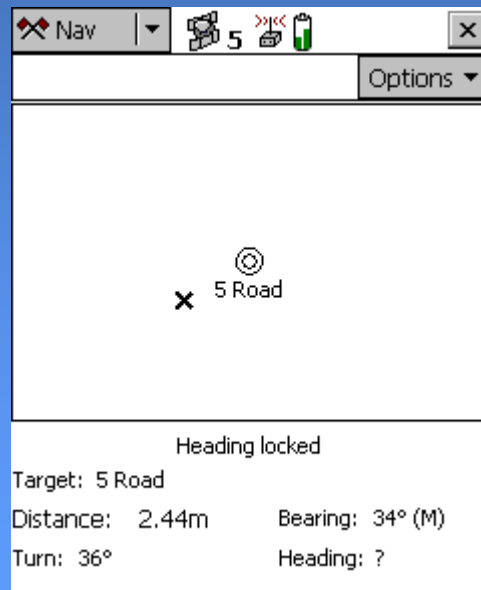 Nav 5
Options
5 Road
Heading locked
Target: 5 Road
Distance: 2.44m Bearing: 34° (M)
Turn: 36° Heading: ?